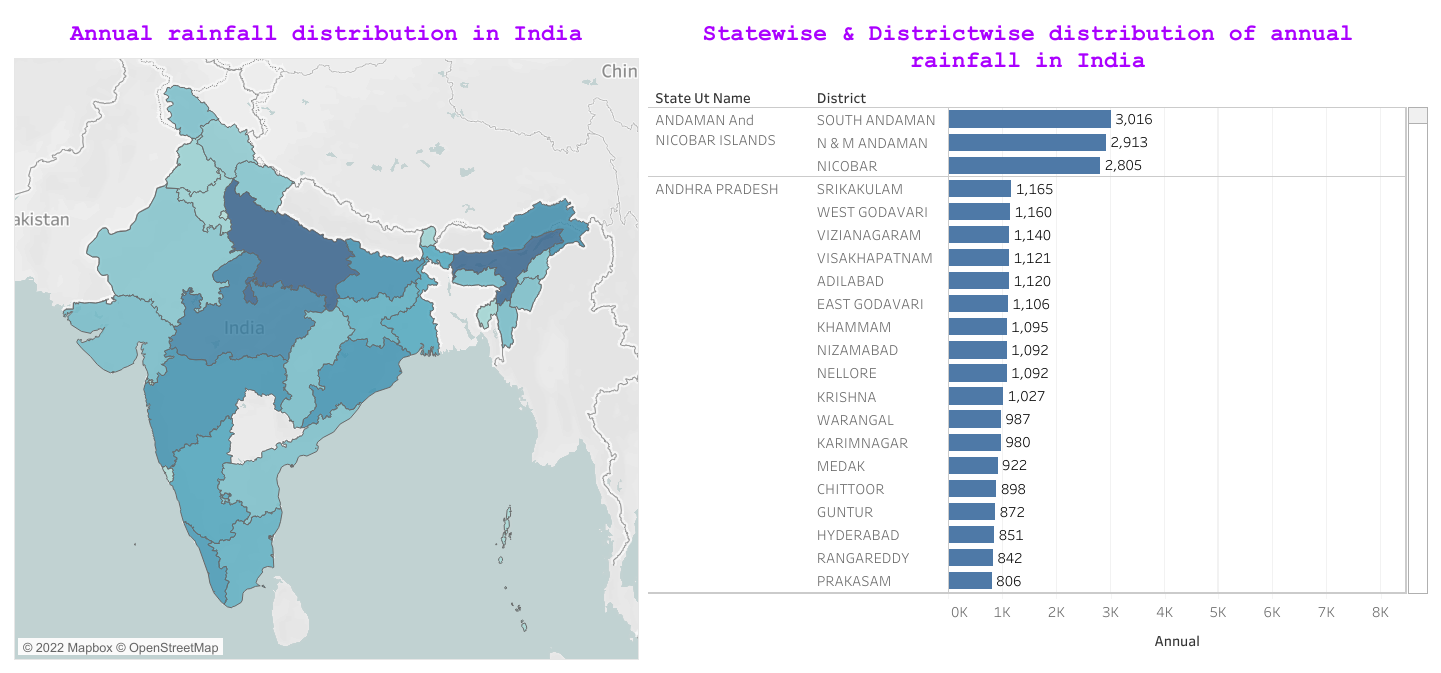 Annual rainfall distribution in India
Chin
akistan
India
© 2022 Mapbox © OpenStreetMap
Statewise & Districtwise distribution of annual
rainfall in India
State Ut Name District
ANDAMAN And
NICOBAR ISLANDS
SOUTH ANDAMAN 3,016
N & M ANDAMAN 2,913
NICOBAR 2,805
ANDHRA PRADESH SRIKAKULAM 1,165
WEST GODAVARI 1,160
VIZIANAGARAM 1,140
VISAKHAPATNAM 1,121
ADILABAD 1,120
EAST GODAVARI 1,106
KHAMMAM 1,095
NIZAMABAD 1,092
NELLORE 1,092
KRISHNA 1,027
WARANGAL 987
KARIMNAGAR 980
MEDAK 922
CHITTOOR 898
GUNTUR 872
HYDERABAD 851
RANGAREDDY 842
PRAKASAM 806
0K 1K 2K 3K 4K 5K 6K 7K 8K
Annual